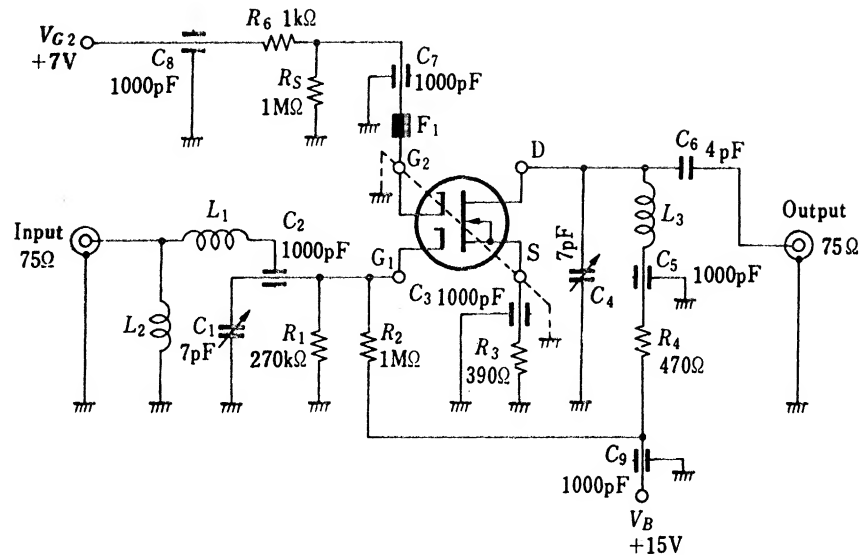 V_G2
+7V
C8
1000pF
R6 1kΩ
RS
1MΩ
C7
1000pF
F1
G2
D
C6
4pF
Input
75Ω
L1
L2
C2
1000pF
C1
7pF
R1
270kΩ
R2
1MΩ
G1
C3 1000pF
S
R3
390Ω
7pF
C4
L3
C5
1000pF
R4
470Ω
Output
75Ω
C9
1000pF
VB
+15V